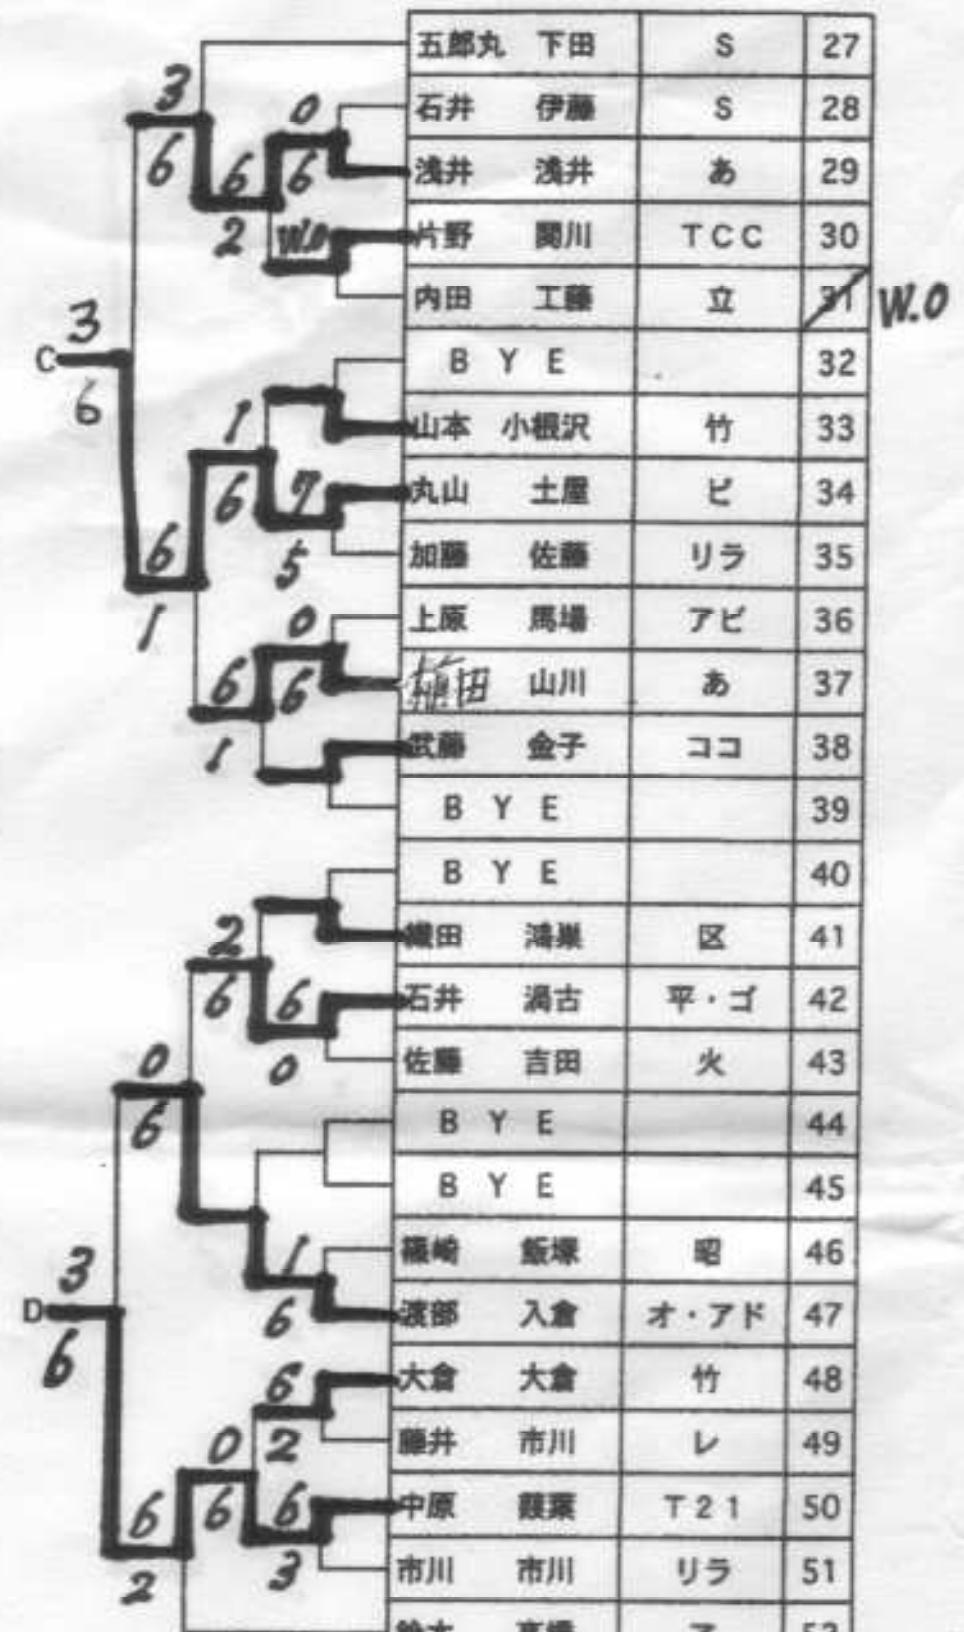 五郎丸 下田 S 27
石井 伊藤 S 28
浅井 浅井 あ 29
片野 関川 TCC 30
内田 工藤 立 31 W.O
BYE 32
山本 小根沢 竹 33
丸山 土屋 ピ 34
加藤 佐藤 リラ 35
上原 馬場 アピ 36
植田 山川 あ 37
武藤 金子 ココ 38
BYE 39
BYE 40
織田 鴻巣 区 41
石井 渦古 平・ゴ 42
佐藤 吉田 火 43
BYE 44
BYE 45
篠崎 飯塚 昭 46
渡部 入倉 オ・アド 47
大倉 大倉 竹 48
藤井 市川 レ 49
中原 葭葉 T21 50
市川 市川 リラ 51
3
6
0
6
6
2
W.O
C
3
6
1
6
7
5
6
1
0
6
6
1
2
6
6
0
0
6
1
6
D
3
6
6
2
0
6
6
3
6
2